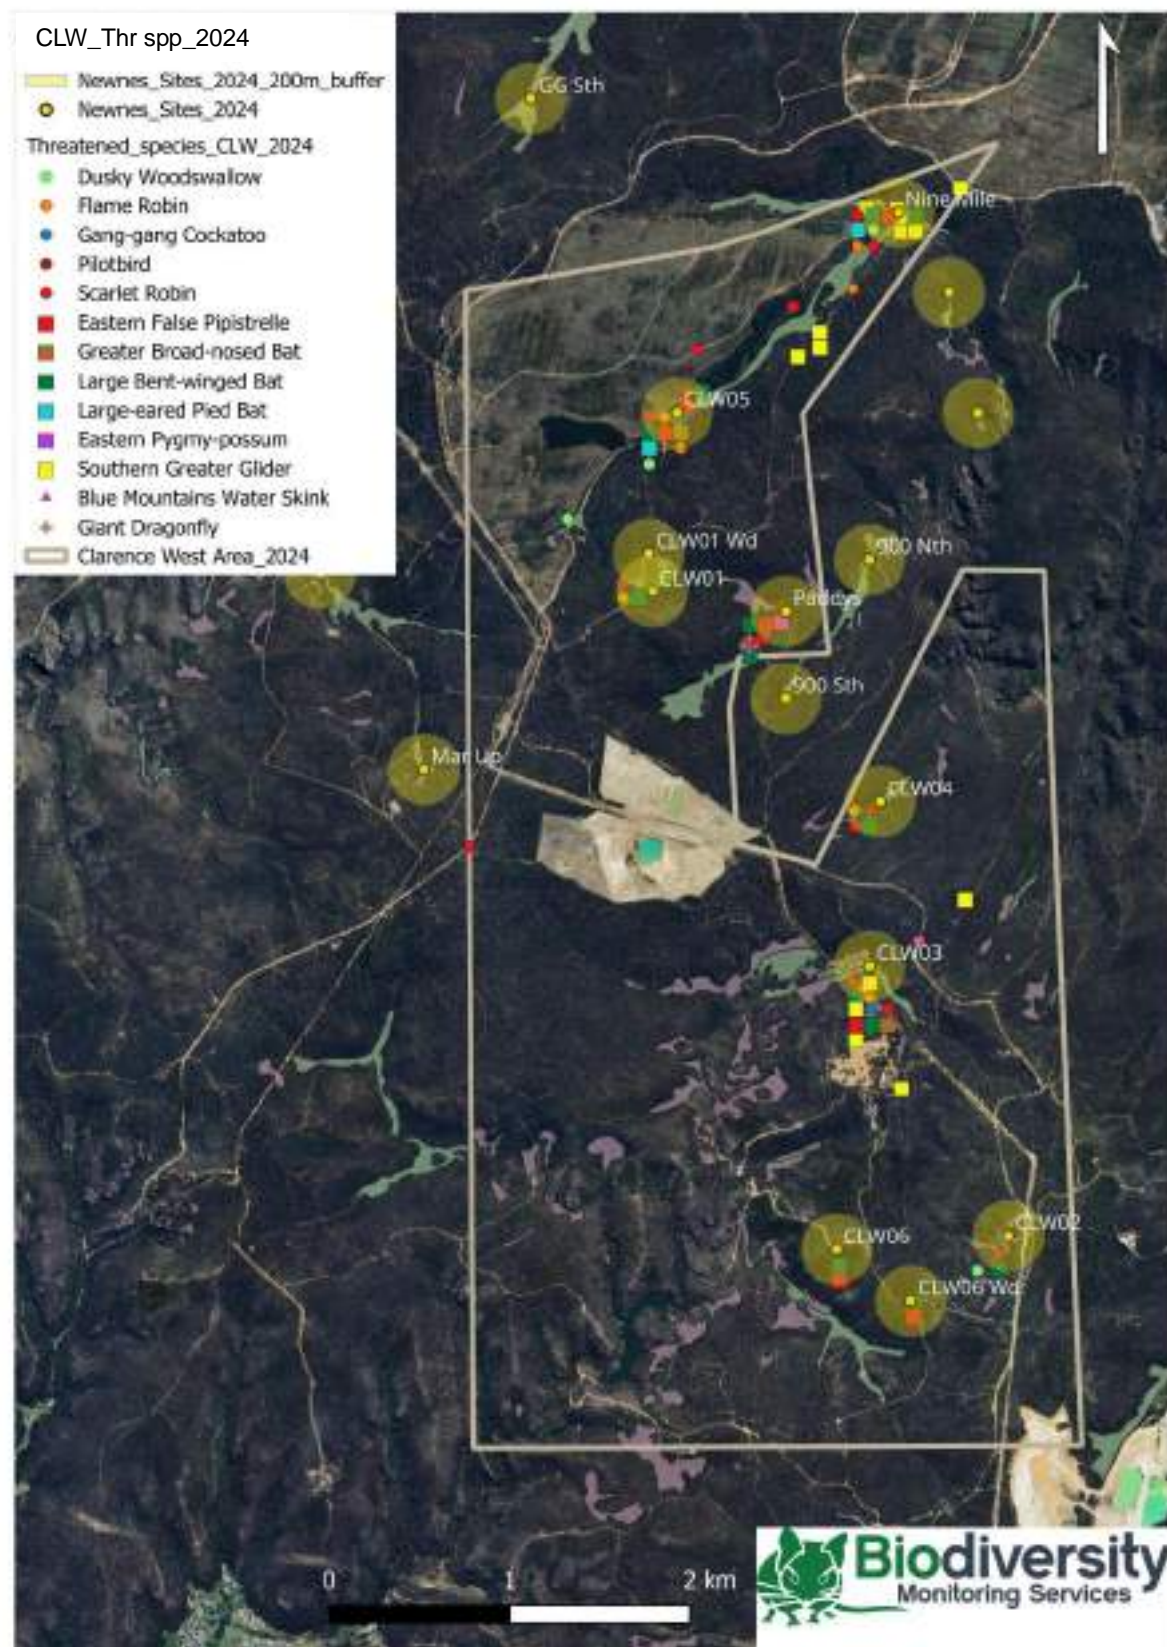 CLW_Thr spp_2024
Newnes_Sites_2024_200m_buffer
Newnes_Sites_2024
Threatened_species_CLW_2024
Dusky Woodswallow
Flame Robin
Gang-gang Cockatoo
Pilotbird
Scarlet Robin
Eastern False Pipistrelle
Greater Broad-nosed Bat
Large Bent-winged Bat
Large-eared Pied Bat
Eastern Pygmy-possum
Southern Greater Glider
Blue Mountains Water Skink
Giant Dragonfly
Clarence West Area_2024
GG Sth
Nine Mile
CLW05
CLW01 Wd
900 Nth
CLW01
Paddys
900 Sth
Mar Up
CLW04
CLW03
CLW02
CLW06
CLW06 Wd
0 1 2 km
Biodiversity
Monitoring Services